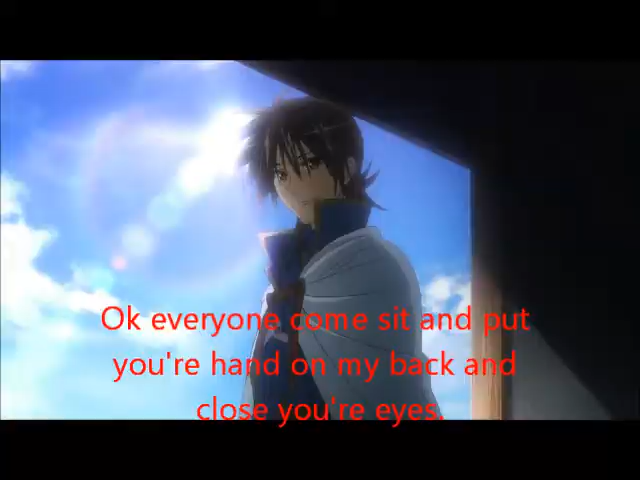 Ok everyone come sit and put
you're hand on my back and
close you're eyes.